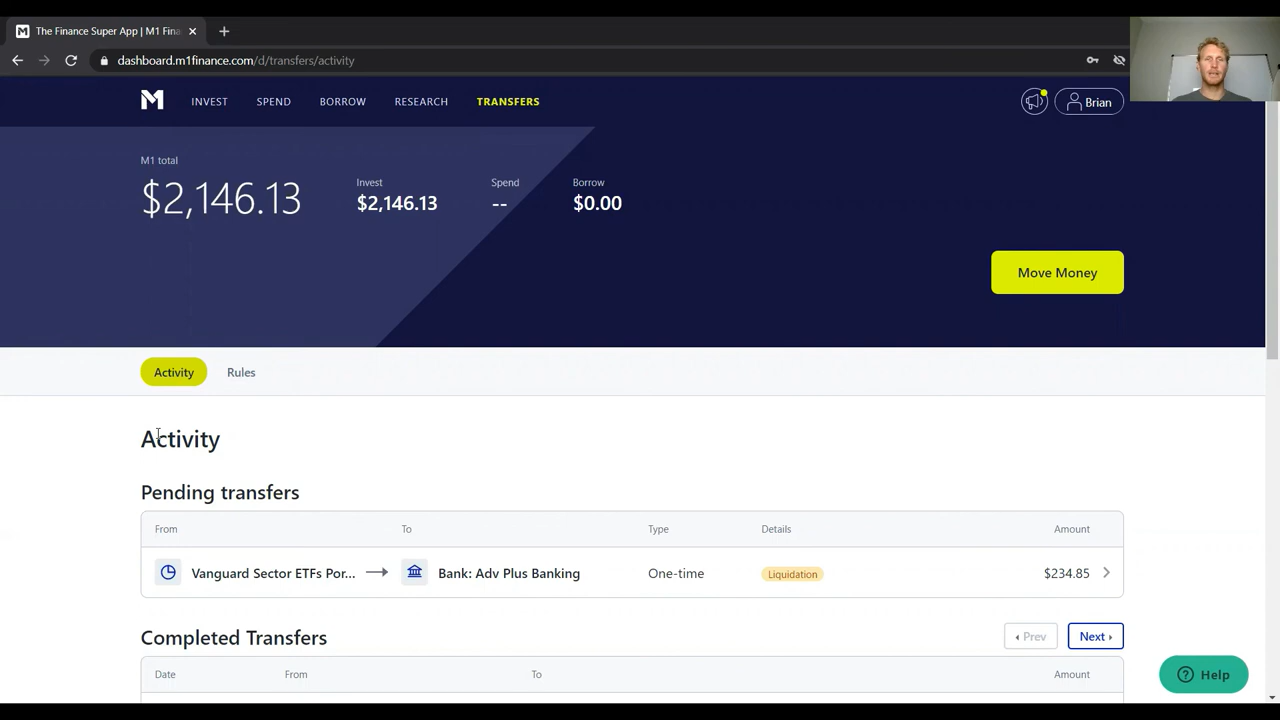 The Finance Super App | M1 Fina
dashboard.m1finance.com/d/transfers/activity
INVEST SPEND BORROW RESEARCH TRANSFERS
Brian
M1 total
$2,146.13
Invest
$2,146.13
Spend
--
Borrow
$0.00
Move Money
Activity Rules
Activity
Pending transfers
From To Type Details Amount
Vanguard Sector ETFs Por... Bank: Adv Plus Banking One-time Liquidation $234.85
Completed Transfers
Prev Next
Date From To Amount
Help